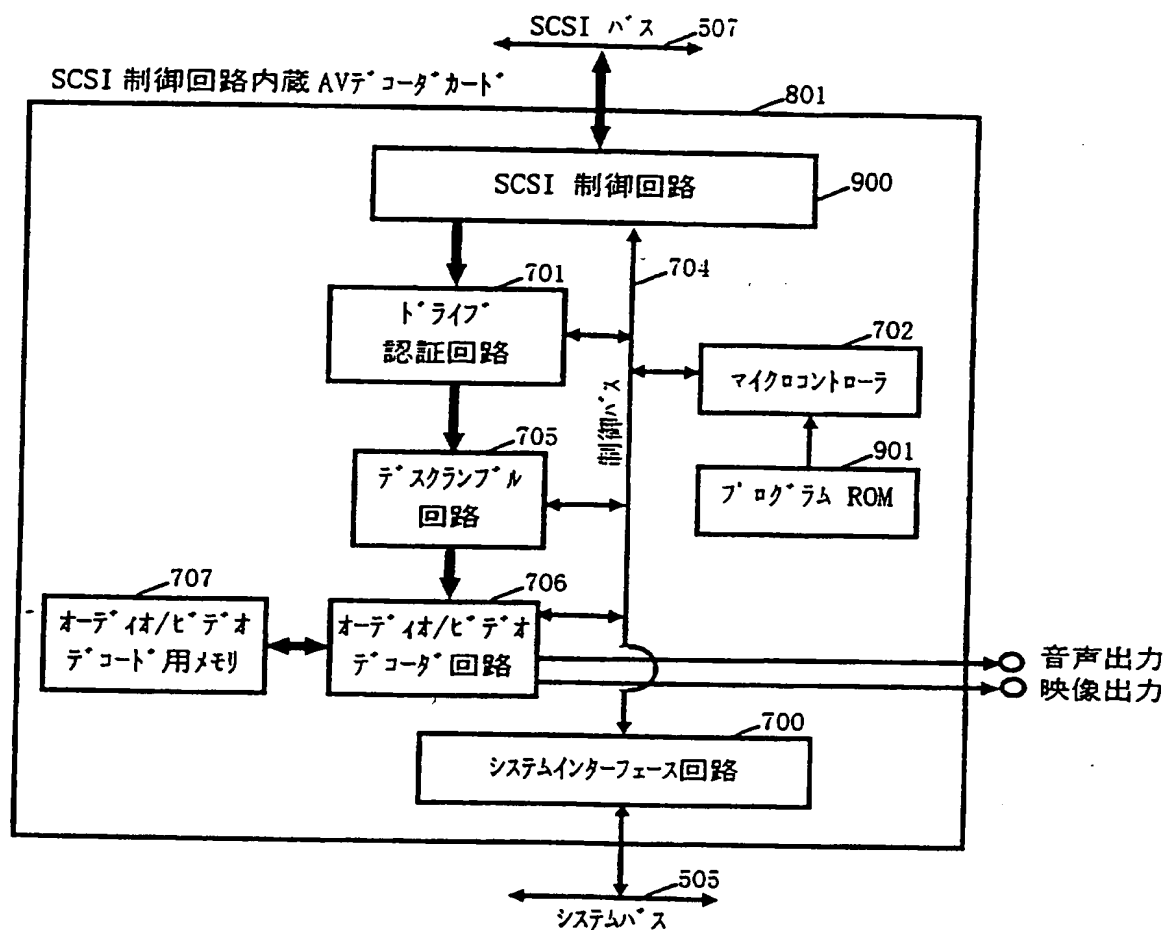 SCSI バス
507
SCSI 制御回路内蔵 AVデコーダカード
801
SCSI 制御回路
900
704
701
ドライブ
認証回路
702
マイクロコントローラ
制御バス
705
デスクランブル
回路
901
プログラム ROM
707
オーディオ/ビデオ
デコード用メモリ
706
オーディオ/ビデオ
デコーダ回路
音声出力
映像出力
700
システムインターフェース回路
505
システムバス